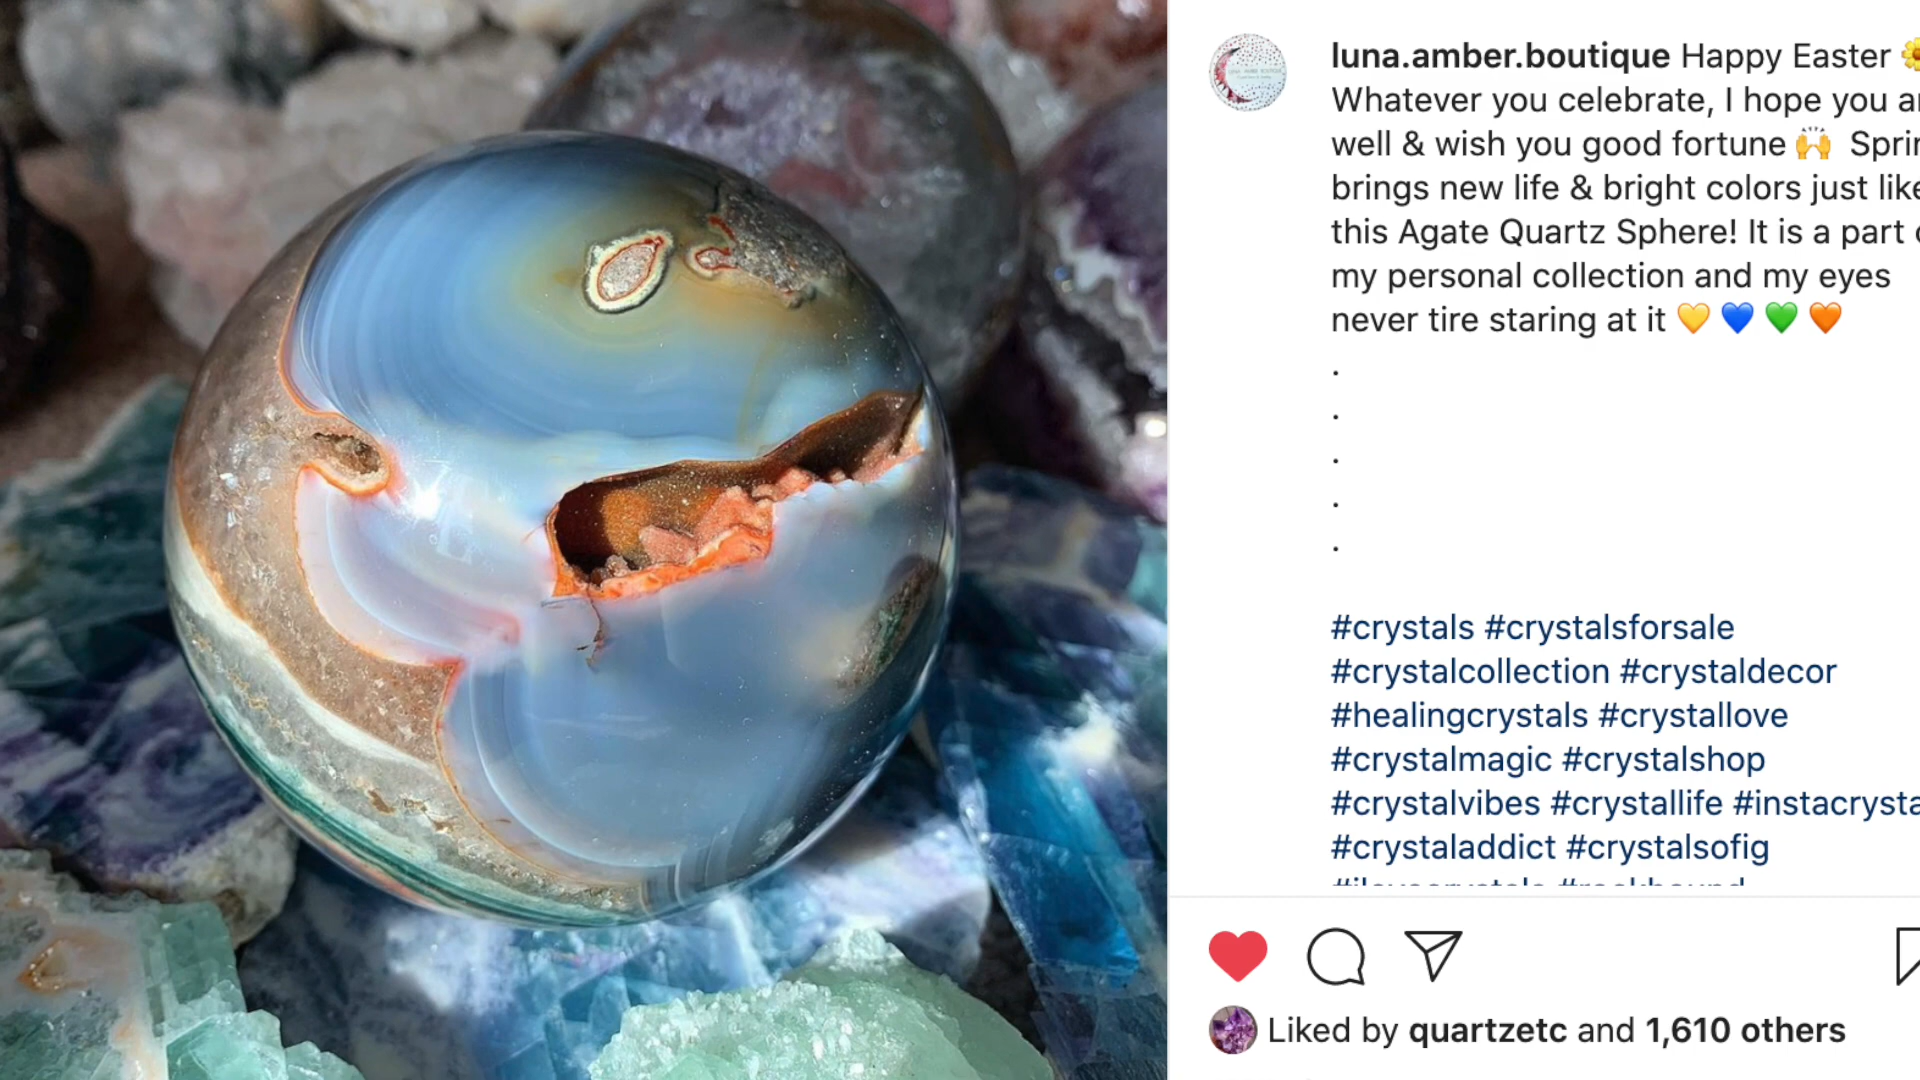 luna.amber.boutique Happy Easter 🌼
Whatever you celebrate, I hope you
well & wish you good fortune 🙌
brings new life & bright colors just like
this Agate Quartz Sphere! It is a part
my personal collection and my eyes
never tire staring at it 💛 💙 💚 🧡
.
.
.
.
.
#crystals #crystalsforsale
#crystalcollection #crystaldecor
#healingcrystals #crystallove
#crystalmagic #crystalshop
#crystalvibes #crystallife
#crystaladdict #crystalsofig
Liked by quartzetc and 1,610 others